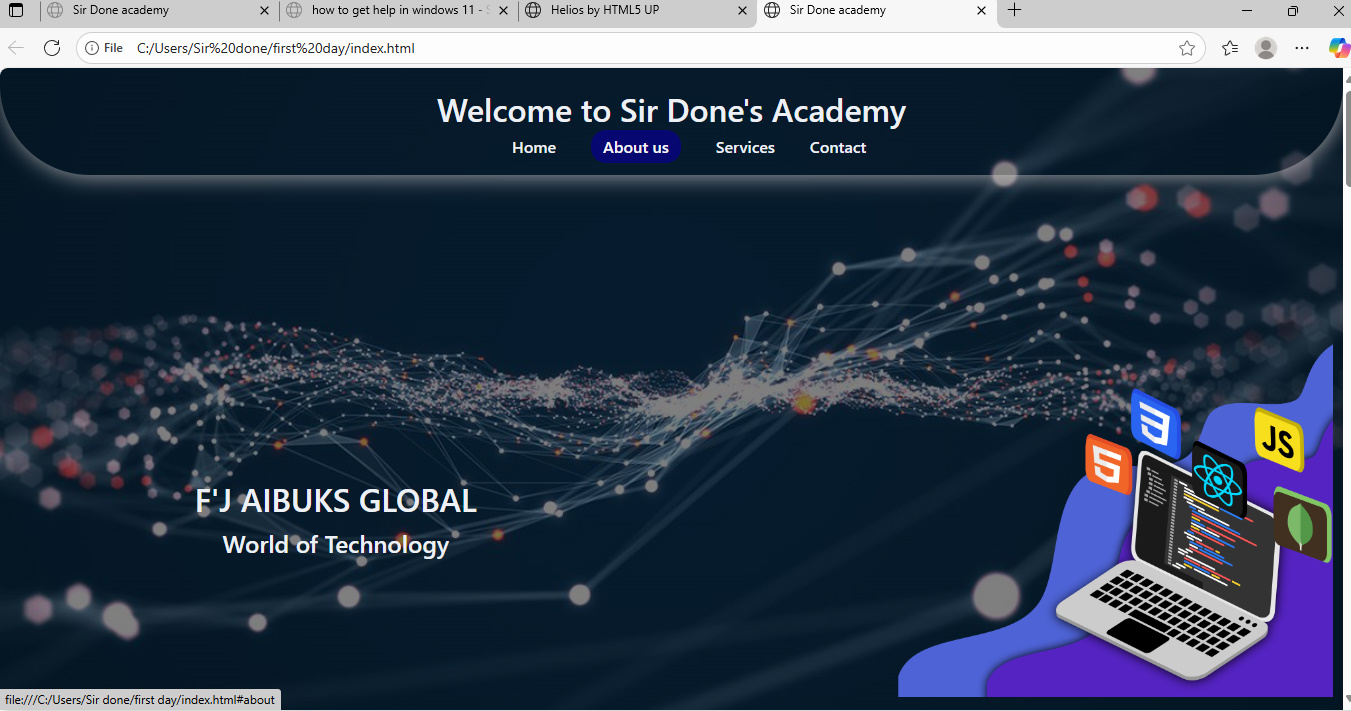 Sir Done academy
how to get help in windows 11 - S
Helios by HTML5 UP
Sir Done academy
File C:/Users/Sir%20done/first%20day/index.html
Welcome to Sir Done's Academy
Home About us Services Contact
JS
F'J AIBUKS GLOBAL
World of Technology
file:///C:/Users/Sir done/first day/index.html#about